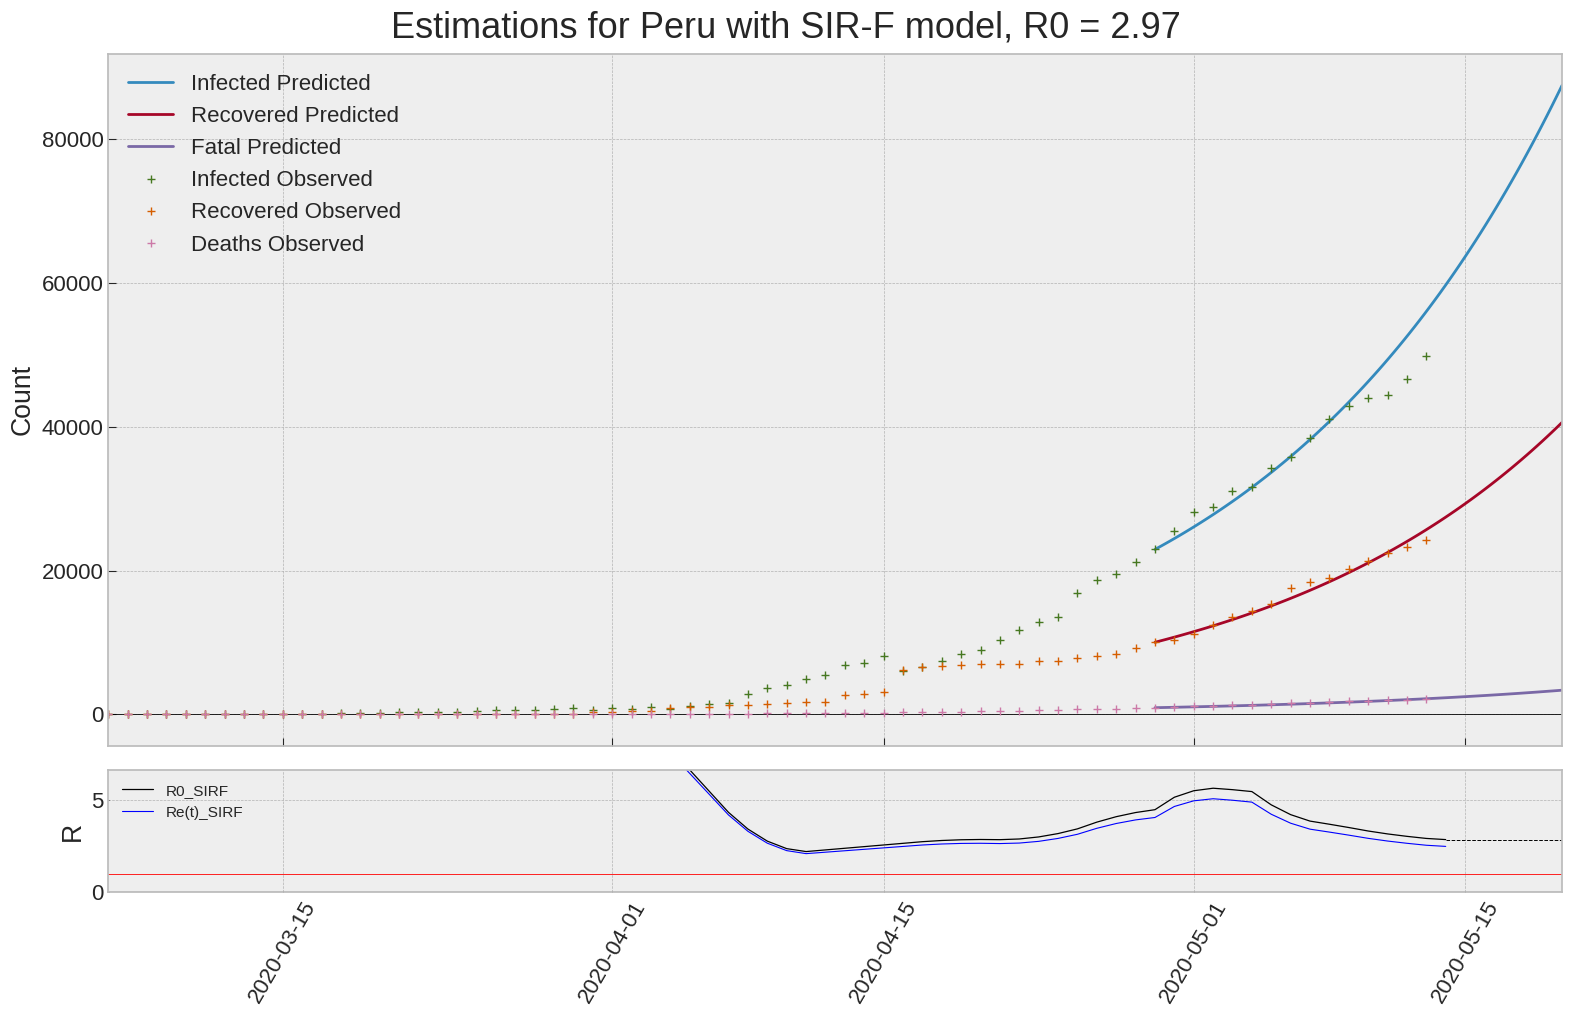 Estimations for Peru with SIR-F model, R0 = 2.97
Infected Predicted
Recovered Predicted
Fatal Predicted
Infected Observed
Recovered Observed
Deaths Observed
80000
60000
40000
20000
0
Count
R0_SIRF
Re(t)_SIRF
5
0
R
2020-03-15
2020-04-01
2020-04-15
2020-05-01
2020-05-15